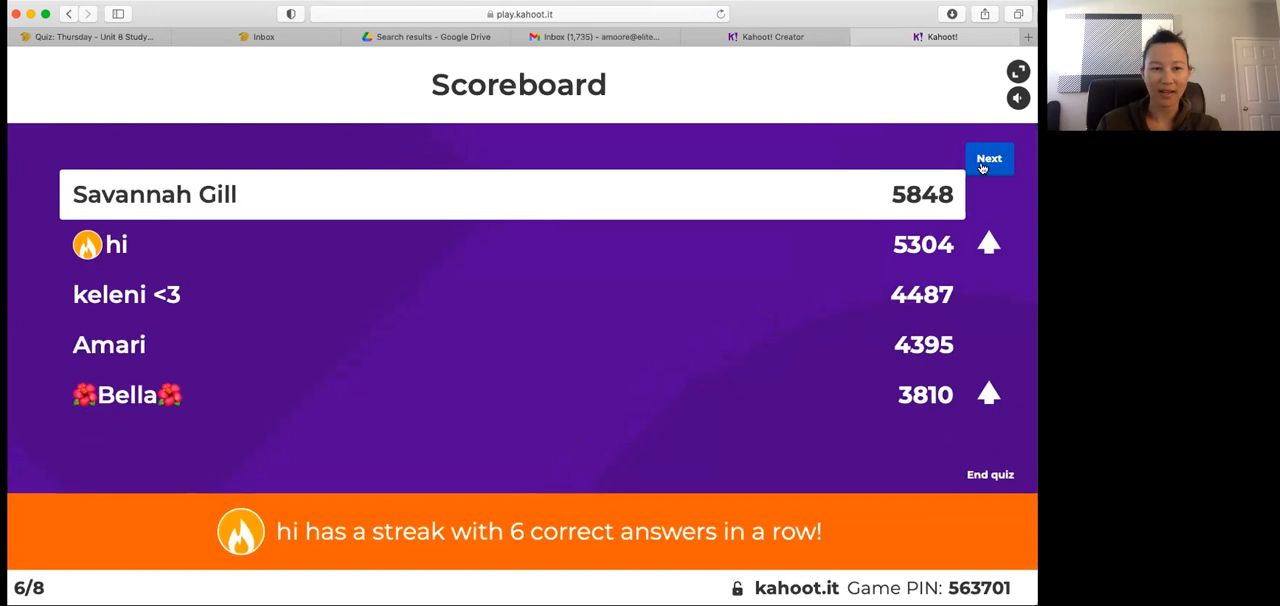 play.kahoot.it
Quiz: Thursday - Unit 8 Study...
Inbox
Search results - Google Drive
Inbox (1,735) - amoore@elite...
K! Kahoot! Creator
K! Kahoot!
Scoreboard
Next
Savannah Gill 5848
hi 5304
keleni <3 4487
Amari 4395
🌺Bella🌺 3810
End quiz
hi has a streak with 6 correct answers in a row!
6/8 kahoot.it Game PIN: 563701